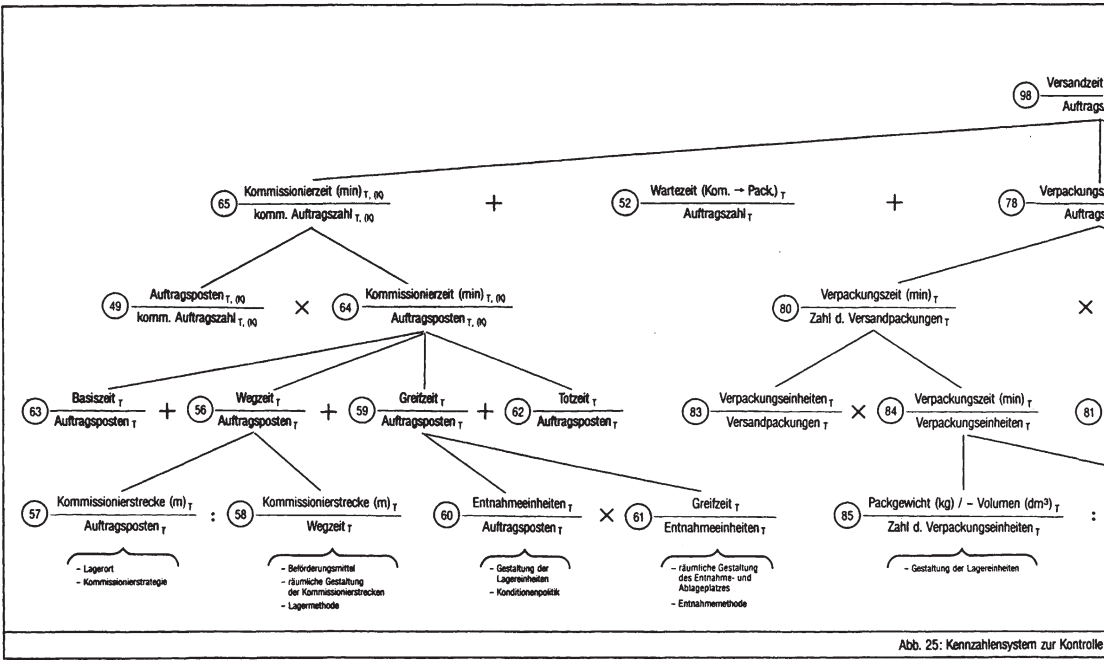 98 Versandzeit
Auftrags
65 Kommissionierzeit (min) T, (K)
komm. Auftragszahl T, (K)
+
52 Wartezeit (Kom. → Pack.) T
Auftragszahl T
+
78 Verpackungs
Auftrags
49 Auftragsposten T, (K)
komm. Auftragszahl T, (K)
×
64 Kommissionierzeit (min) T, (K)
Auftragsposten T, (K)
80 Verpackungszeit (min) T
Zahl d. Versandpackungen T
×
63 Basiszeit T
Auftragsposten T
+
56 Wegzeit T
Auftragsposten T
+
59 Greifzeit T
Auftragsposten T
+
62 Totzeit T
Auftragsposten T
83 Verpackungseinheiten T
Versandpackungen T
×
84 Verpackungszeit (min) T
Verpackungseinheiten T
81
57 Kommissionierstrecke (m) T
Auftragsposten T
:
58 Kommissionierstrecke (m) T
Wegzeit T
60 Entnahmeeinheiten T
Auftragsposten T
×
61 Greifzeit T
Entnahmeeinheiten T
85 Packgewicht (kg) / – Volumen (dm³) T
Zahl d. Verpackungseinheiten T
:
– Lagerort
– Kommissionierstrategie
– Beförderungsmittel
– räumliche Gestaltung
der Kommissionierstrecken
– Lagermethode
– Gestaltung der
Lagereinheiten
– Konditionenpolitik
– räumliche Gestaltung
des Entnahme- und
Ablageplatzes
– Entnahmemethode
– Gestaltung der Lagereinheiten
Abb. 25: Kennzahlensystem zur Kontrolle